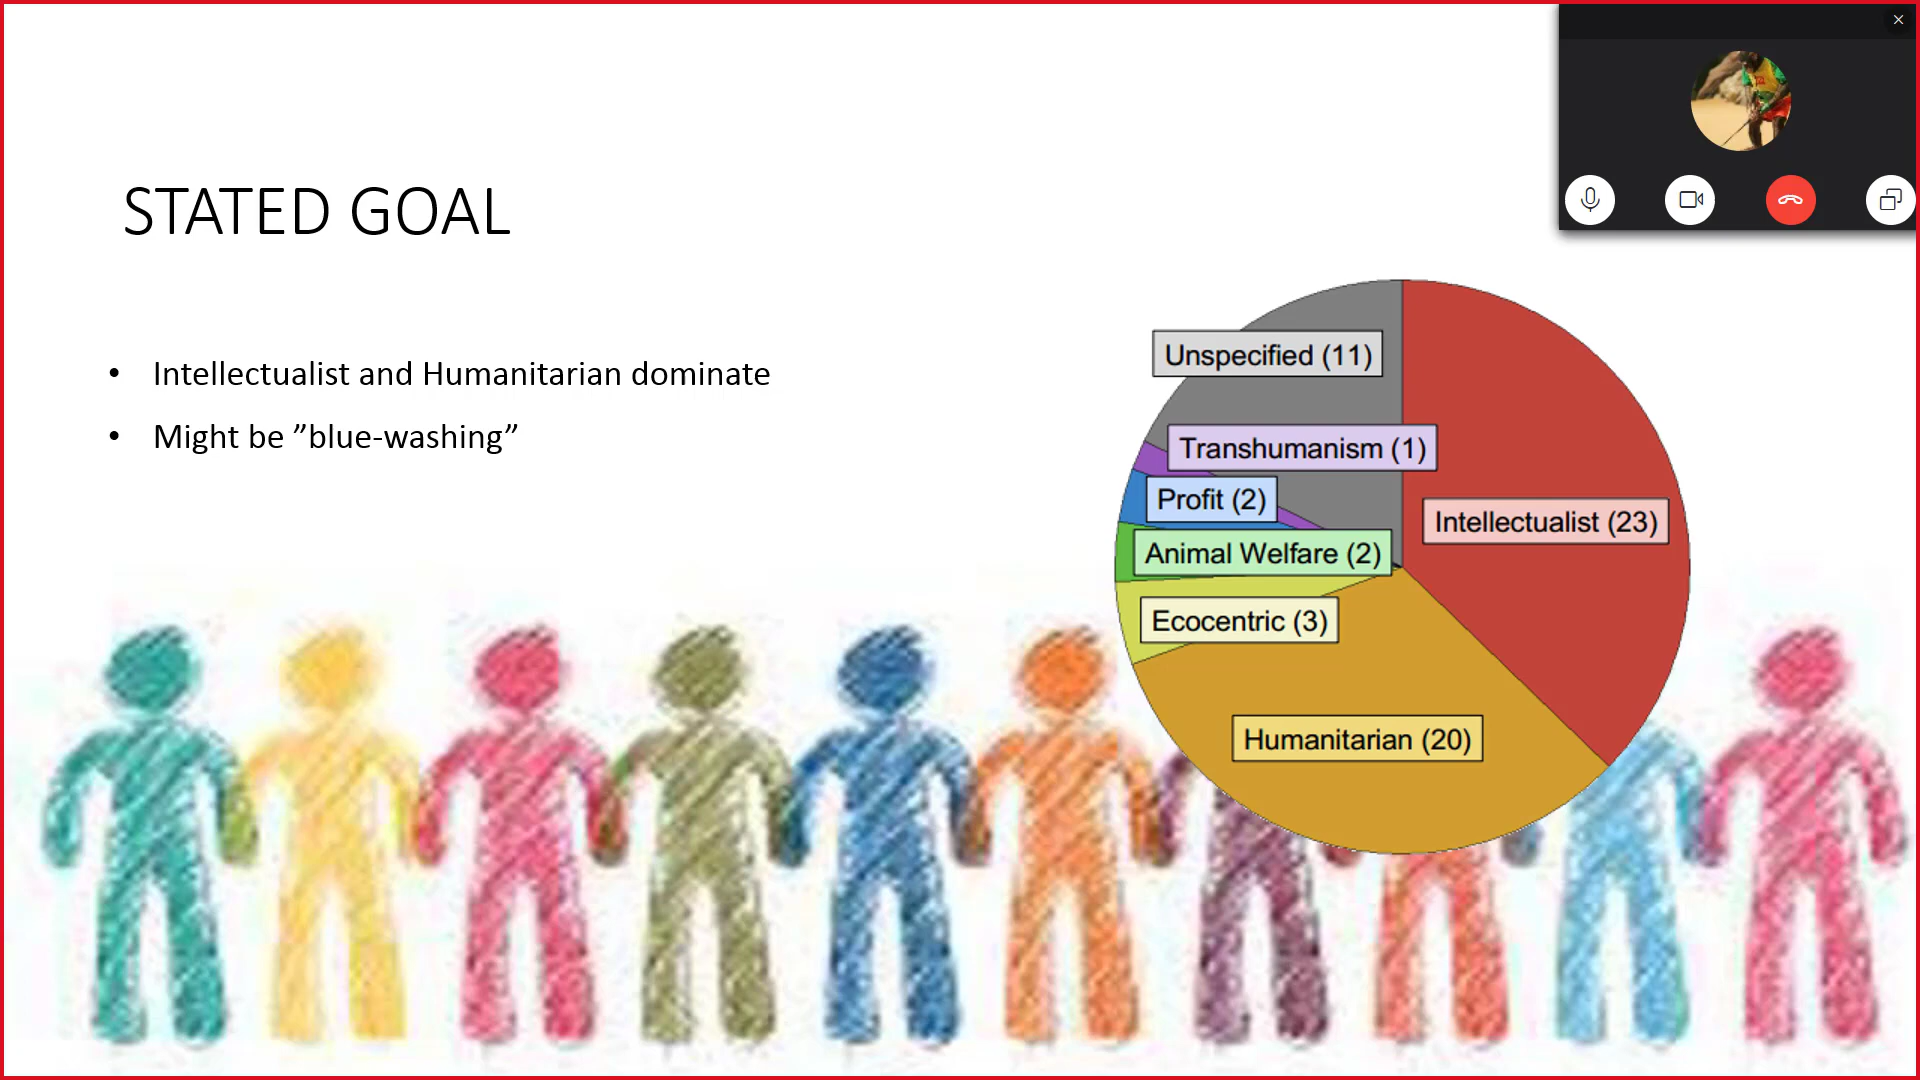 STATED GOAL
• Intellectualist and Humanitarian dominate
• Might be ”blue-washing”
Unspecified (11)
Transhumanism (1)
Profit (2)
Intellectualist (23)
Animal Welfare (2)
Ecocentric (3)
Humanitarian (20)